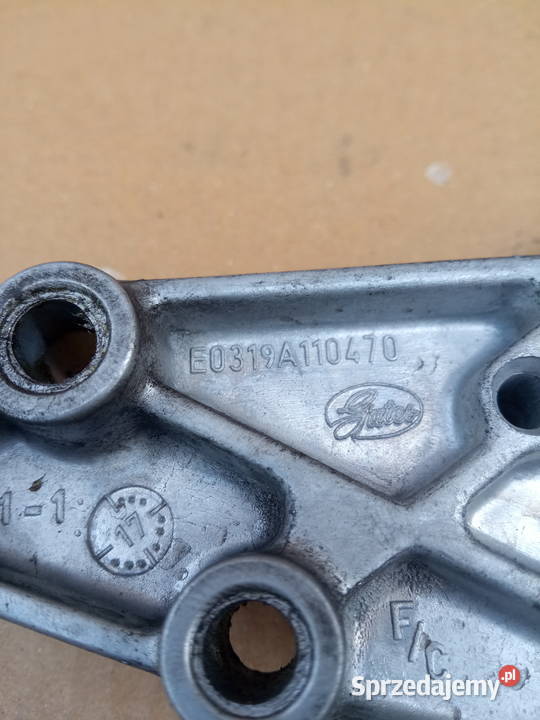 E0319A110470
Gates
1-1
17
F/C
Sprzedajemy.pl